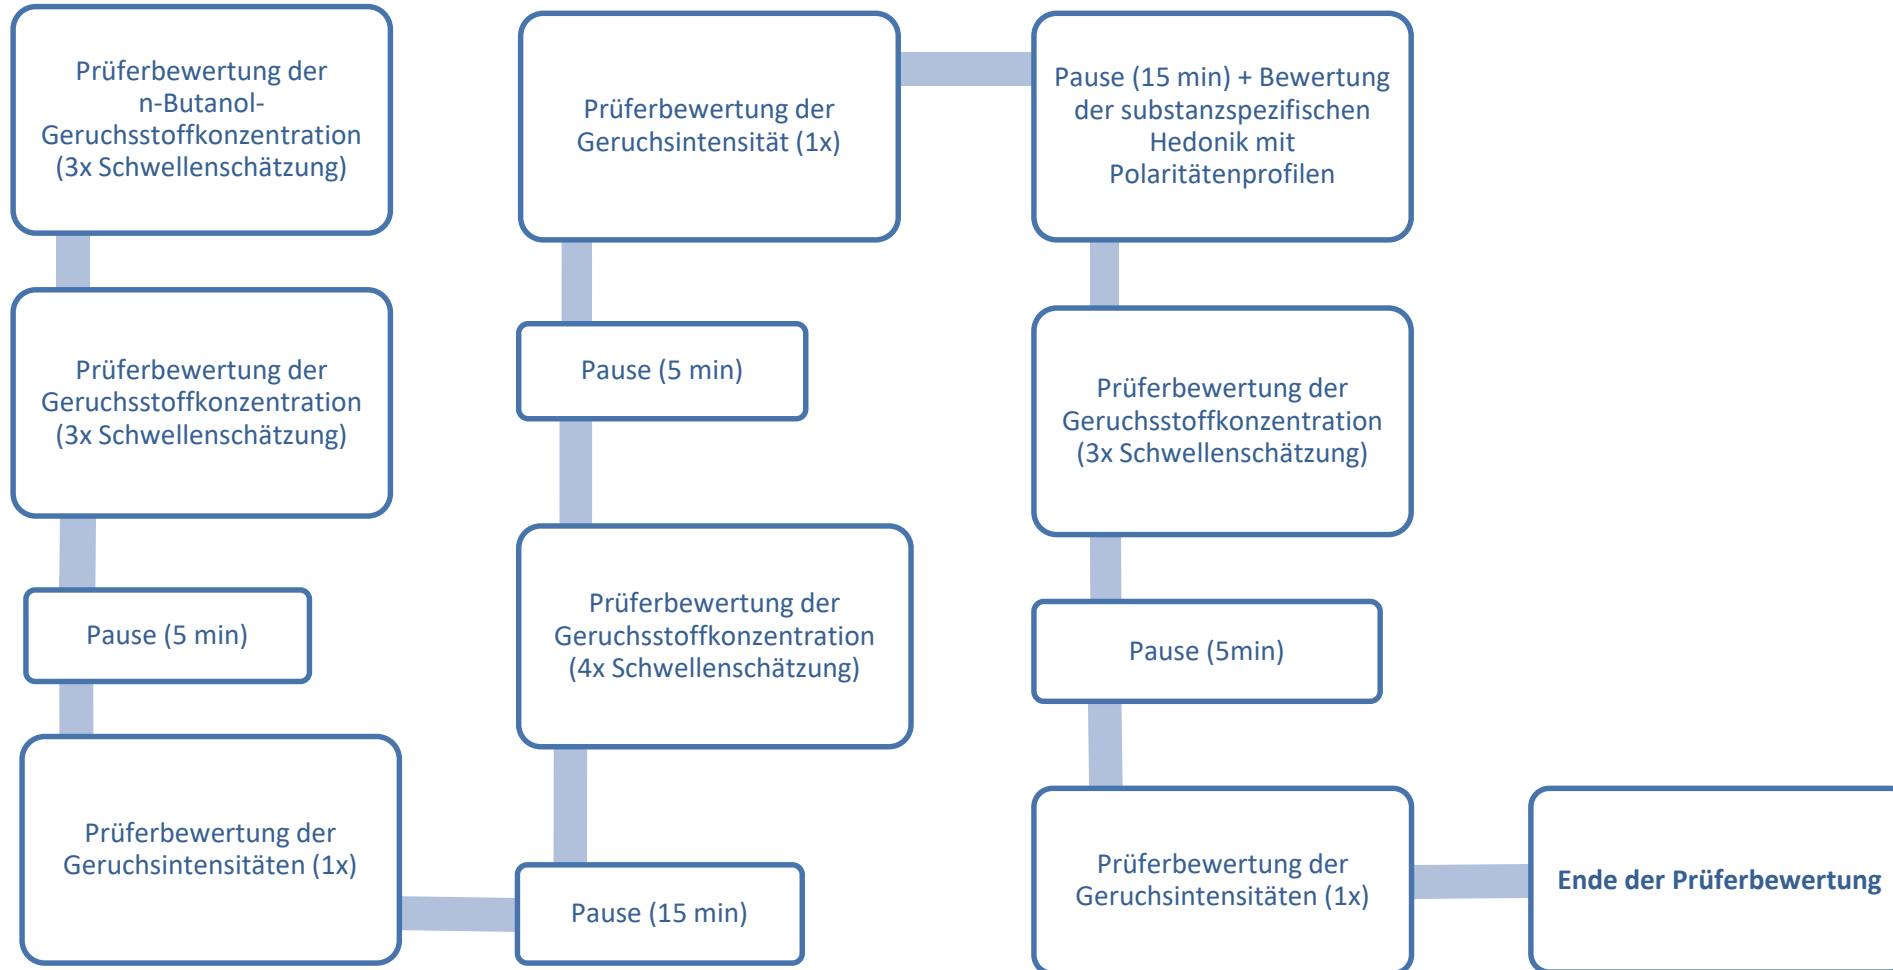 Prüferbewertung der
n-Butanol-
Geruchsstoffkonzentration
(3x Schwellenschätzung)
Prüferbewertung der
Geruchsstoffkonzentration
(3x Schwellenschätzung)
Pause (5 min)
Prüferbewertung der
Geruchsintensitäten (1x)
Pause (15 min)
Prüferbewertung der
Geruchsstoffkonzentration
(4x Schwellenschätzung)
Pause (5 min)
Prüferbewertung der
Geruchsintensität (1x)
Pause (15 min) + Bewertung
der substanzspezifischen
Hedonik mit
Polaritätenprofilen
Prüferbewertung der
Geruchsstoffkonzentration
(3x Schwellenschätzung)
Pause (5min)
Prüferbewertung der
Geruchsintensitäten (1x)
Ende der Prüferbewertung